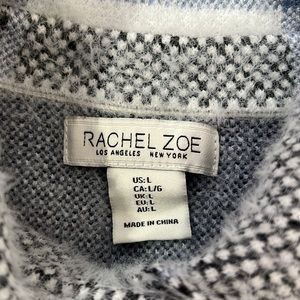 RACHEL ZOE
LOS ANGELES NEW YORK
US: L
CA: L/G
UK: L
EU: L
AU: L
MADE IN CHINA